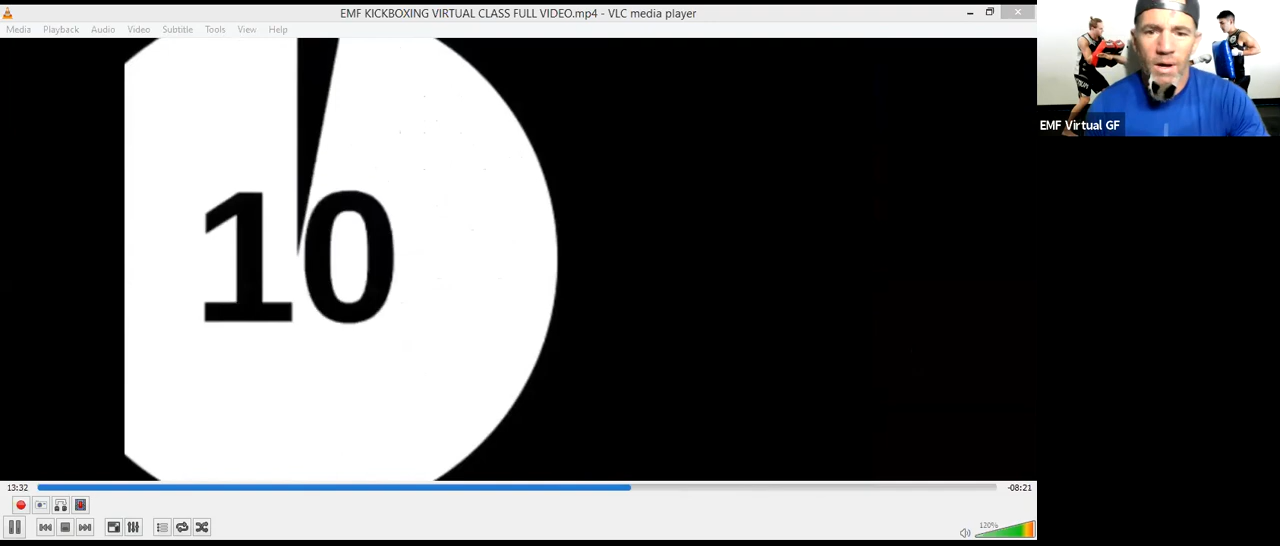 EMF KICKBOXING VIRTUAL CLASS FULL VIDEO.mp4 - VLC media player
Media Playback Audio Video Subtitle Tools View Help
10
EMF Virtual GF
13:32
-08:21
120%